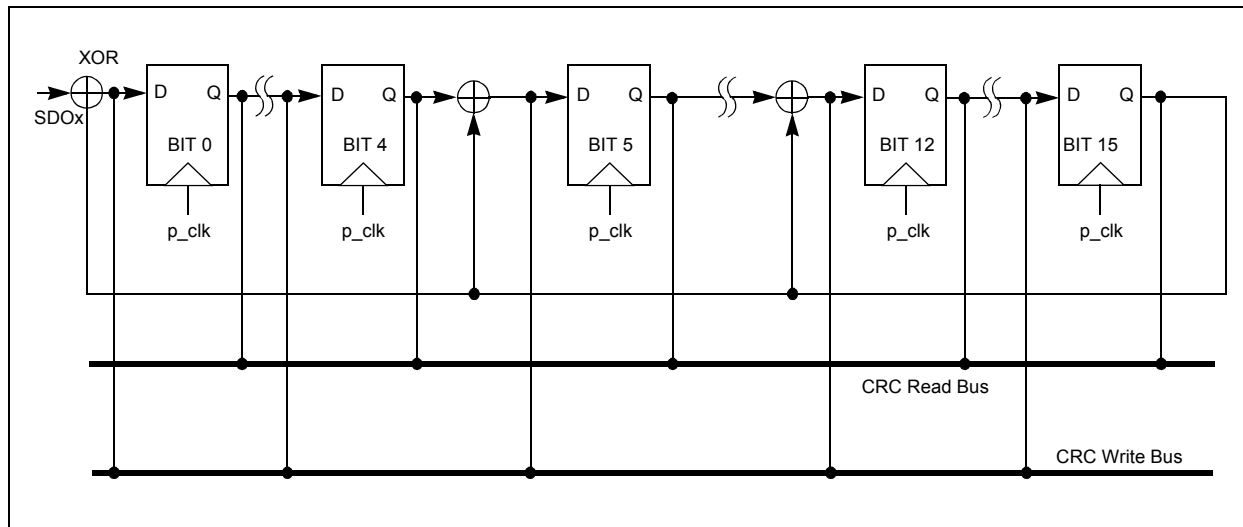 XOR
SDOx
D Q
BIT 0
p_clk
D Q
BIT 4
p_clk
D Q
BIT 5
p_clk
D Q
BIT 12
p_clk
D Q
BIT 15
p_clk
CRC Read Bus
CRC Write Bus